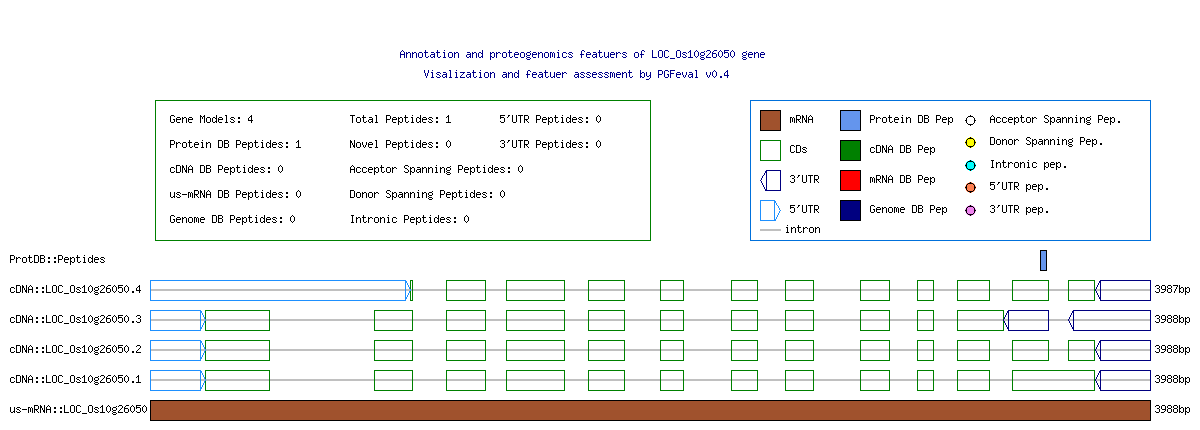 Annotation and proteogenomics featuers of LOC_Os10g26050 gene
Visalization and featuer assessment by PGFeval v0.4
Gene Models: 4
Total Peptides: 1
5'UTR Peptides: 0
Protein DB Peptides: 1
Novel Peptides: 0
3'UTR Peptides: 0
cDNA DB Peptides: 0
Acceptor Spanning Peptides: 0
us-mRNA DB Peptides: 0
Donor Spanning Peptides: 0
Genome DB Peptides: 0
Intronic Peptides: 0
mRNA
Protein DB Pep
Acceptor Spanning Pep.
CDs
cDNA DB Pep
Donor Spanning Pep.
3'UTR
mRNA DB Pep
Intronic pep.
5'UTR
Genome DB Pep
5'UTR pep.
3'UTR pep.
intron
ProtDB::Peptides
cDNA::LOC_Os10g26050.4 3987bp
cDNA::LOC_Os10g26050.3 3988bp
cDNA::LOC_Os10g26050.2 3988bp
cDNA::LOC_Os10g26050.1 3988bp
us-mRNA::LOC_Os10g26050 3988bp